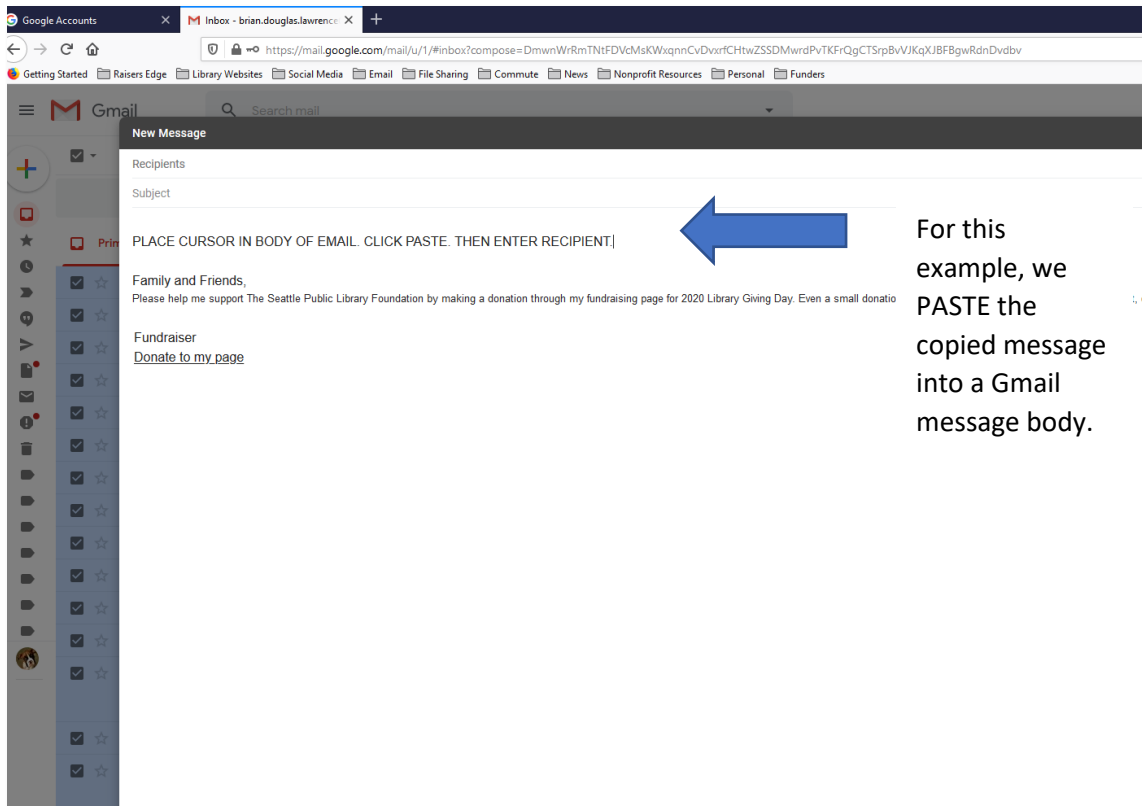 Google Accounts
Inbox - brian.douglas.lawrence
https://mail.google.com/mail/u/1/#inbox?compose=DmwnWrRmTNtFDVcMsKWxqnnCvDvxrfCHtwZSSDMwrdPvTKFrQgCTSrpBvVJKqXJBFBgwRdnDvdbv
Getting Started Raisers Edge Library Websites Social Media Email File Sharing Commute News Nonprofit Resources Personal Funders
Gmail Search mail
New Message
Recipients
Subject
PLACE CURSOR IN BODY OF EMAIL. CLICK PASTE. THEN ENTER RECIPIENT.
Family and Friends,
Please help me support The Seattle Public Library Foundation by making a donation through my fundraising page for 2020 Library Giving Day. Even a small donatio
Fundraiser
Donate to my page
For this
example, we
PASTE the
copied message
into a Gmail
message body.
Prim